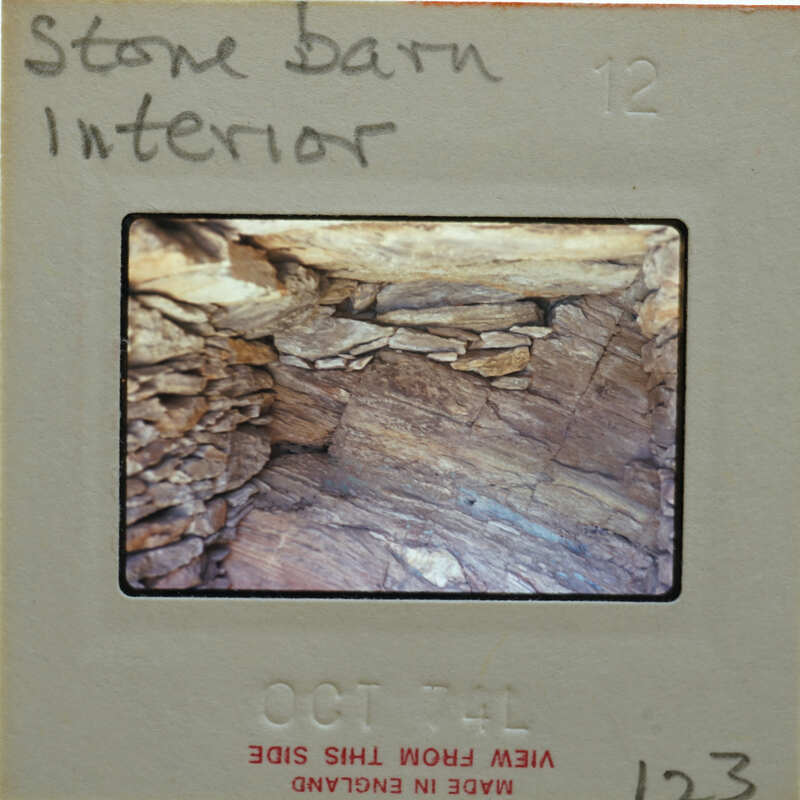 Stone barn
12
Interior
OCT 74L
VIEW FROM THIS SIDE
MADE IN ENGLAND
123